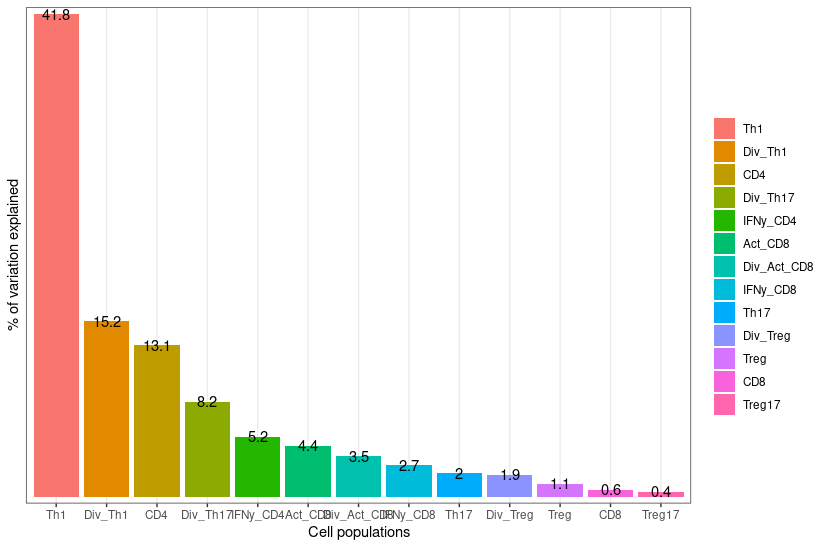 41.8
15.2
13.1
8.2
5.2
4.4
3.5
2.7
2
1.9
1.1
0.6
0.4
% of variation explained
Th1 Div_Th1 CD4 Div_Th17 IFNy_CD4 Act_CD8 Div_Act_CD8 IFNy_CD8 Th17 Div_Treg Treg CD8 Treg17
Cell populations
Th1
Div_Th1
CD4
Div_Th17
IFNy_CD4
Act_CD8
Div_Act_CD8
IFNy_CD8
Th17
Div_Treg
Treg
CD8
Treg17